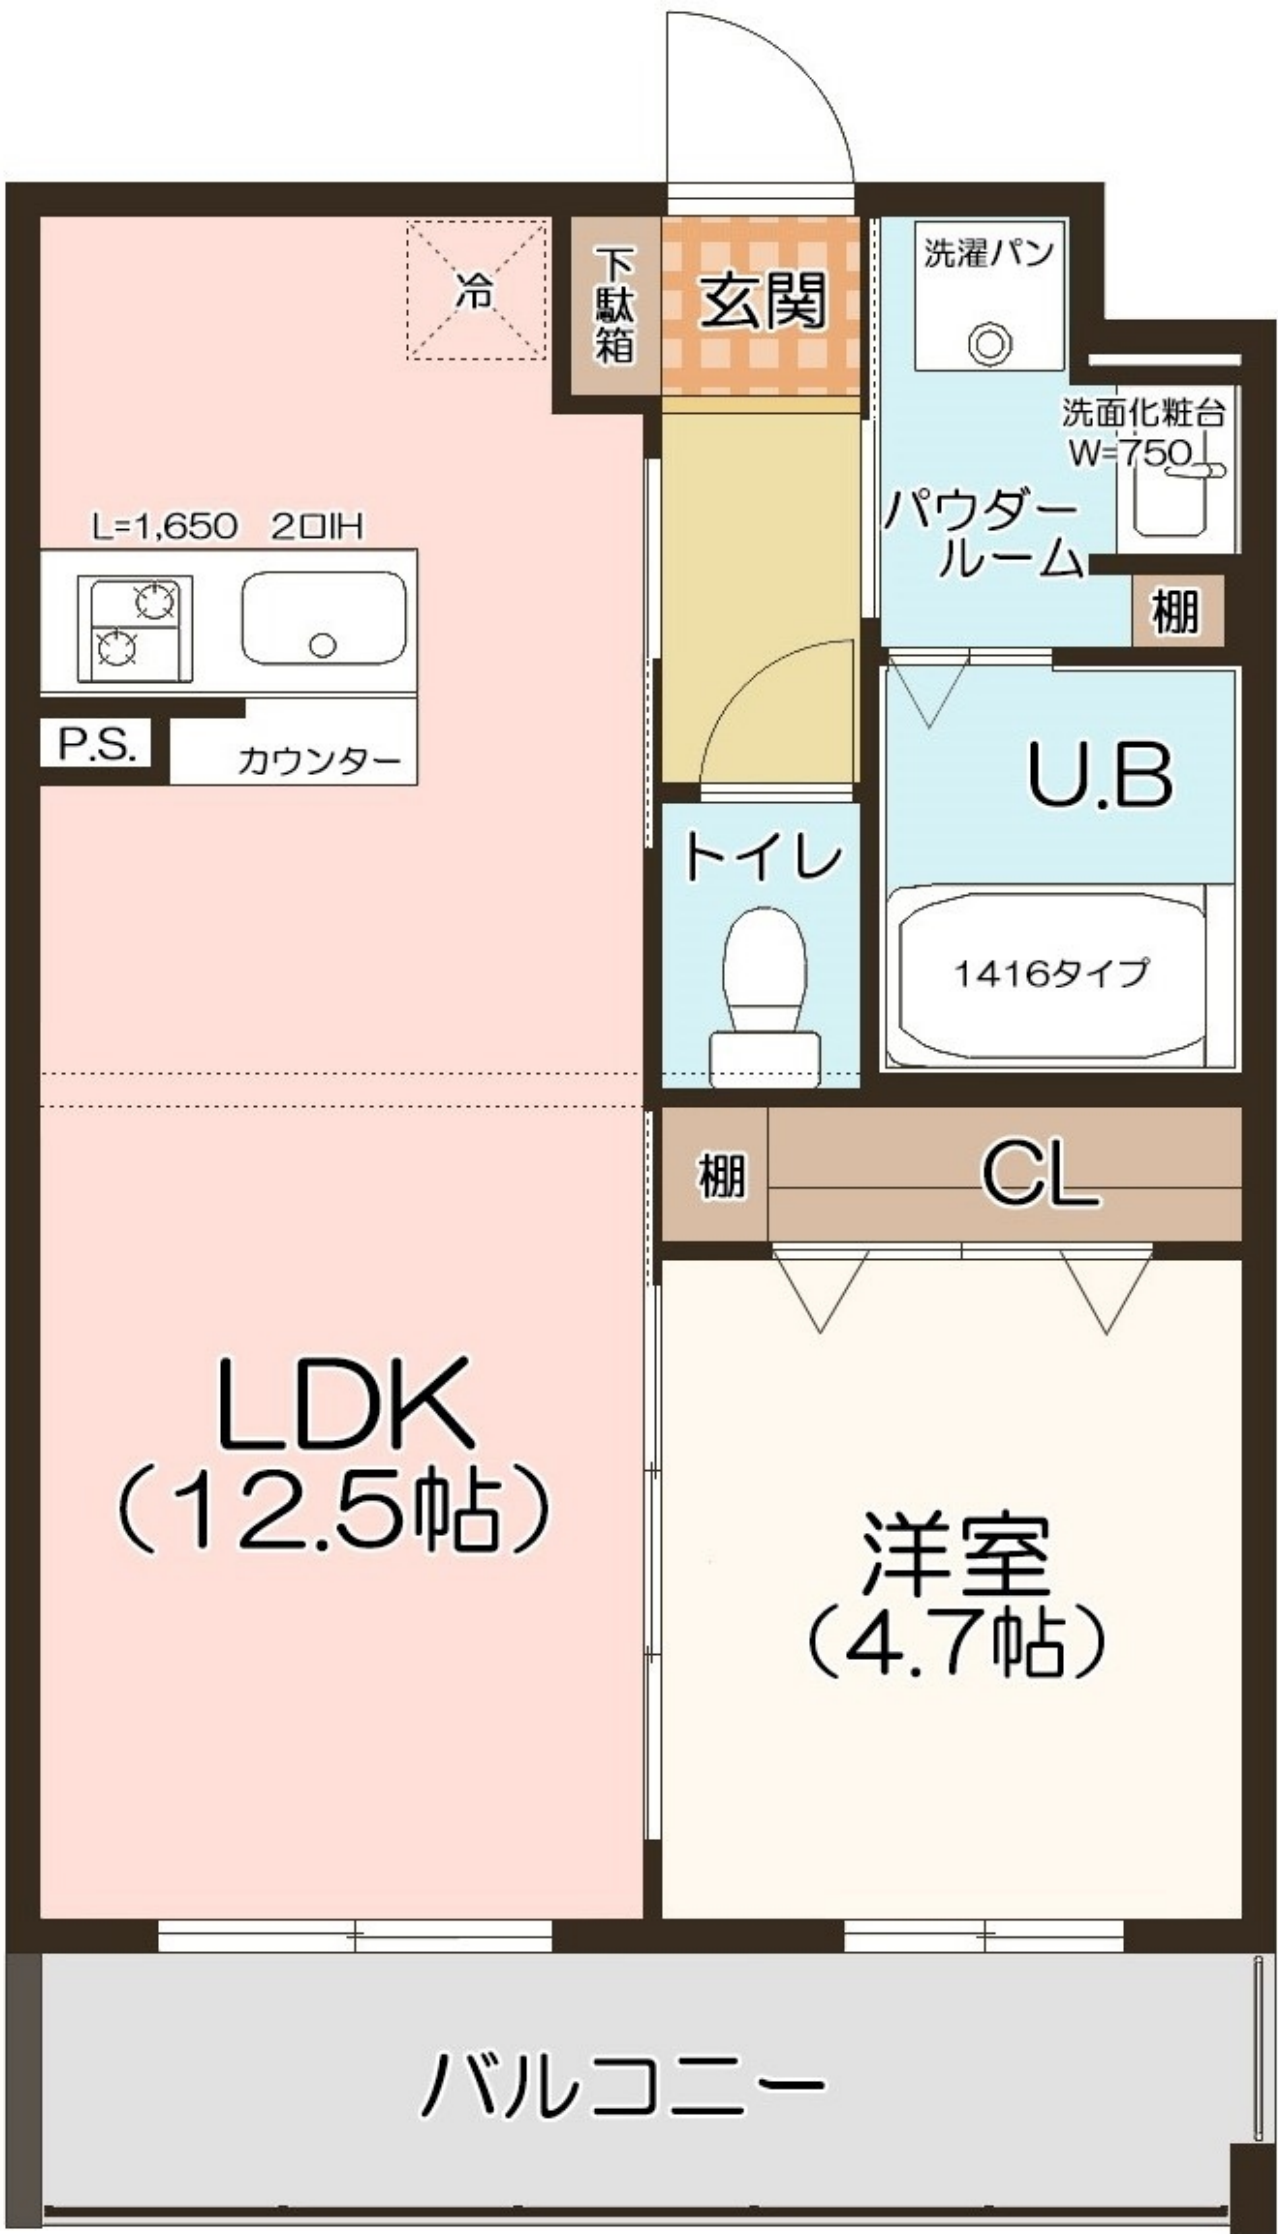 冷
下駄箱
玄関
洗濯パン
洗面化粧台
W=750
パウダー
ルーム
棚
L=1,650 2口IH
P.S.
カウンター
U.B
トイレ
1416タイプ
棚
CL
LDK
(12.5帖)
洋室
(4.7帖)
バルコニー